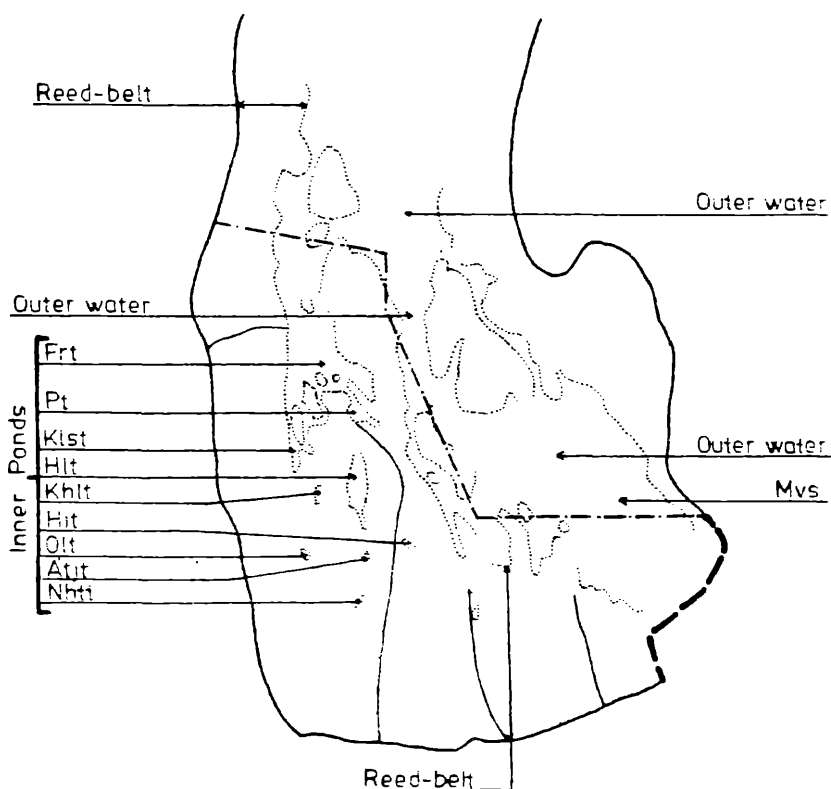 Reed-belt
Outer water
Outer water
Inner Ponds
Frt
Pt
Kist
Hlt
Khlt
Hit
Olt
Átjt
Nhtt
Outer water
Mvs
Reed-belt